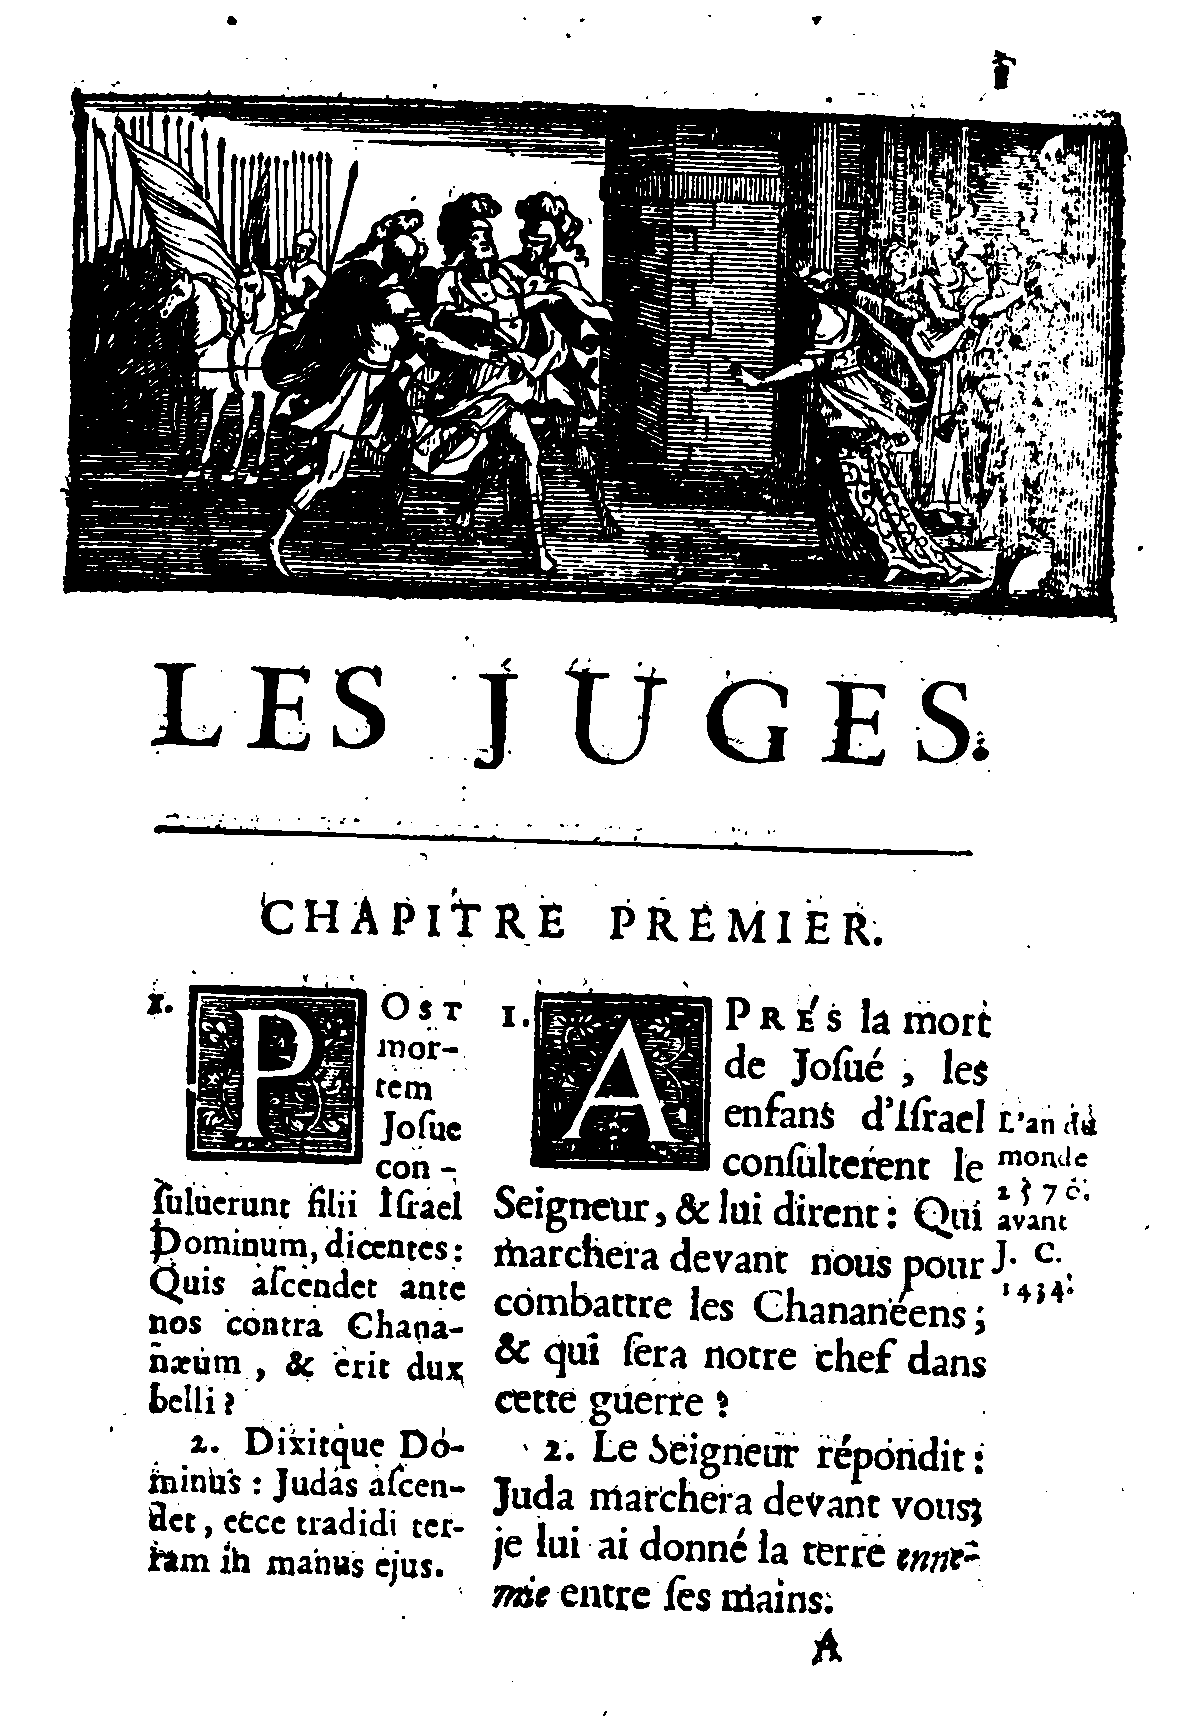 LES JUGES.
CHAPITRE PREMIER.
1. POST
mor-
tem
Joſue
con-
ſuluerunt filii Iſrael
Dominum, dicentes:
Quis aſcendet ante
nos contra Chana-
næum, & erit dux
belli?
2. Dixitque Do-
minus: Judas aſcen-
det, ecce tradidi ter-
ram in manus ejus.
1. APRÉS la mort
de Joſué, les
enfans d'Iſrael
conſulterent le
Seigneur, & lui dirent: Qui
marchera devant nous pour
combattre les Chananéens;
& qui ſera notre chef dans
cette guerre?
2. Le Seigneur répondit:
Juda marchera devant vous;
je lui ai donné la terre enne-
mie entre ſes mains.
L'an du
monde
avant
J. C.
1434.
A